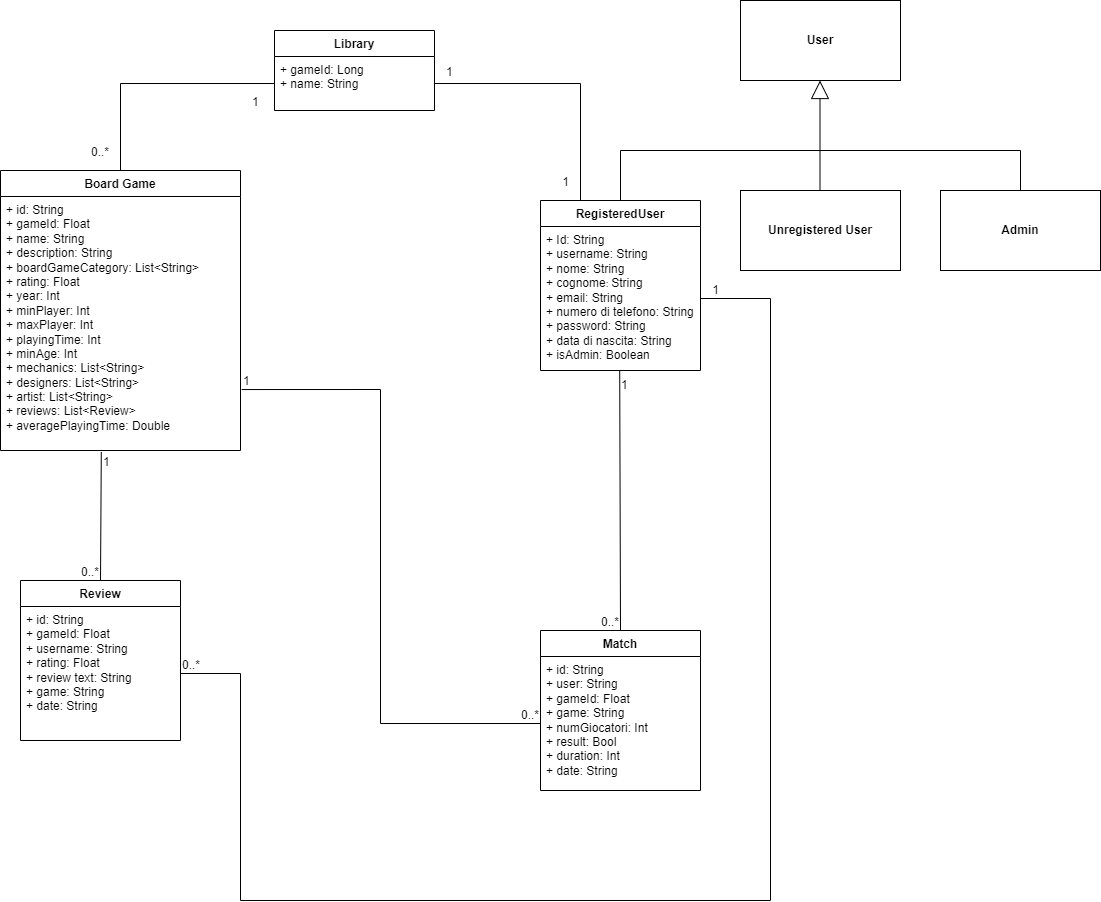 User
Library
+ gameId: Long
+ name: String
1
1
0..*
1
Board Game
+ id: String
+ gameId: Float
+ name: String
+ description: String
+ boardGameCategory: List<String>
+ rating: Float
+ year: Int
+ minPlayer: Int
+ maxPlayer: Int
+ playingTime: Int
+ minAge: Int
+ mechanics: List<String>
+ designers: List<String>
+ artist: List<String>
+ reviews: List<Review>
+ averagePlayingTime: Double
RegisteredUser
+ Id: String
+ username: String
+ nome: String
+ cognome: String
+ email: String
+ numero di telefono: String
+ password: String
+ data di nascita: String
+ isAdmin: Boolean
Unregistered User
Admin
1
1
1
1
0..*
Review
+ id: String
+ gameId: Float
+ username: String
+ rating: Float
+ review text: String
+ game: String
+ date: String
0..*
0..*
0..*
Match
+ id: String
+ user: String
+ gameId: Float
+ game: String
+ numGiocatori: Int
+ result: Bool
+ duration: Int
+ date: String